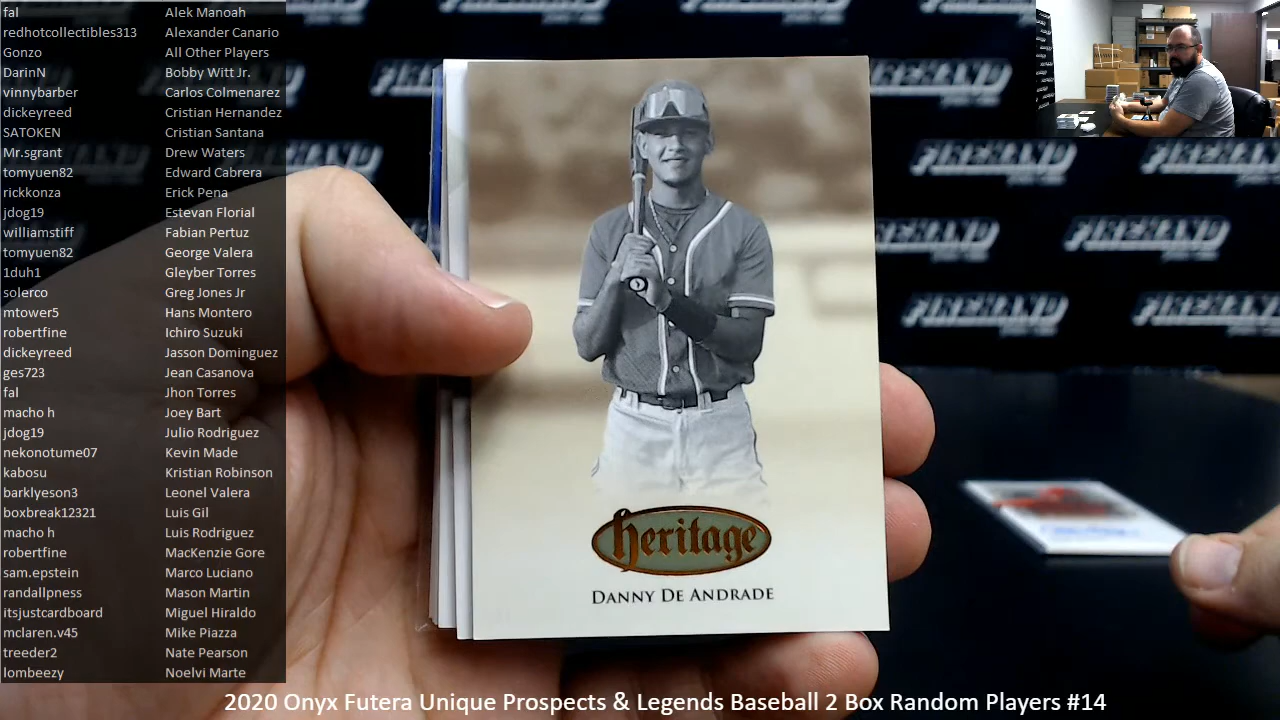 fal Alek Manoah
redhotcollectibles313 Alexander Canario
Gonzo All Other Players
DarinN Bobby Witt Jr.
vinnybarber Carlos Colmenarez
dickeyreed Cristian Hernandez
SATOKEN Cristian Santana
Mr.sgrant Drew Waters
tomyuen82 Edward Cabrera
rickkonza Erick Pena
jdog19 Estevan Florial
williamstiff Fabian Pertuz
tomyuen82 George Valera
1duh1 Gleyber Torres
solerco Greg Jones Jr
mtower5 Hans Montero
robertfine Ichiro Suzuki
dickeyreed Jasson Dominguez
ges723 Jean Casanova
fal Jhon Torres
macho h Joey Bart
jdog19 Julio Rodriguez
nekonotume07 Kevin Made
kabosu Kristian Robinson
barklyeson3 Leonel Valera
boxbreak12321 Luis Gil
macho h Luis Rodriguez
robertfine MacKenzie Gore
sam.epstein Marco Luciano
randallpness Mason Martin
itsjustcardboard Miguel Hiraldo
mclaren.v45 Mike Piazza
treeder2 Nate Pearson
lombeezy Noelvi Marte
FIREHAND
FIREHAND
FIREHAND
FIREHAND
FIREHAND
FIREHAND
heritage
DANNY DE ANDRADE
2020 Onyx Futera Unique Prospects & Legends Baseball 2 Box Random Players #14